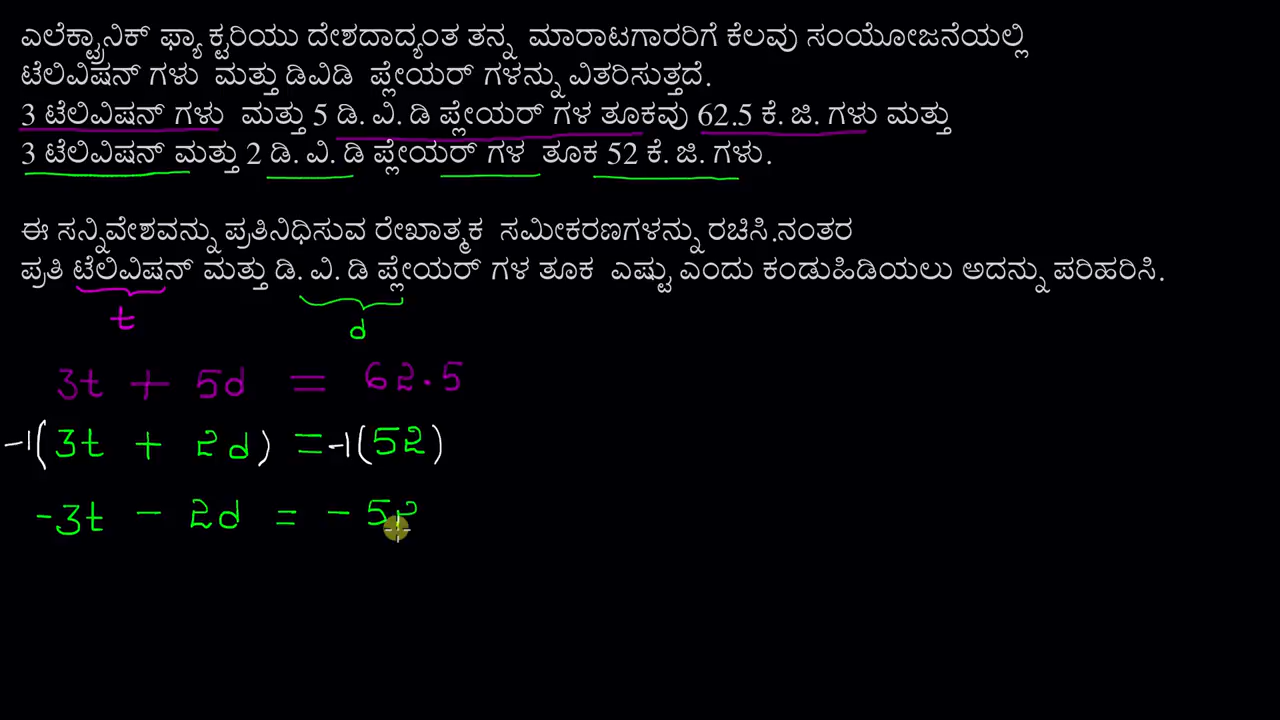 ಎಲೆಕ್ಟ್ರಾನಿಕ್ ಫ್ಯಾ ಕ್ಟರಿಯು ದೇಶದಾದ್ಯಂತ ತನ್ನ ಮಾರಾಟಗಾರರಿಗೆ ಕೆಲವು ಸಂಯೋಜನೆಯಲ್ಲಿ
ಟೆಲಿವಿಷನ್ ಗಳು ಮತ್ತು ಡಿವಿಡಿ ಪ್ಲೇಯರ್ ಗಳನ್ನು ವಿತರಿಸುತ್ತದೆ.
3 ಟೆಲಿವಿಷನ್ ಗಳು ಮತ್ತು 5 ಡಿ. ವಿ. ಡಿ ಪ್ಲೇಯರ್ ಗಳ ತೂಕವು 62.5 ಕೆ. ಜಿ. ಗಳು ಮತ್ತು
3 ಟೆಲಿವಿಷನ್ ಮತ್ತು 2 ಡಿ. ವಿ. ಡಿ ಪ್ಲೇಯರ್ ಗಳ ತೂಕ 52 ಕೆ. ಜಿ. ಗಳು.
ಈ ಸನ್ನಿವೇಶವನ್ನು ಪ್ರತಿನಿಧಿಸುವ ರೇಖಾತ್ಮಕ ಸಮೀಕರಣಗಳನ್ನು ರಚಿಸಿ.ನಂತರ
ಪ್ರತಿ ಟೆಲಿವಿಷನ್ ಮತ್ತು ಡಿ. ವಿ. ಡಿ ಪ್ಲೇಯರ್ ಗಳ ತೂಕ ಎಷ್ಟು ಎಂದು ಕಂಡುಹಿಡಿಯಲು ಅದನ್ನು ಪರಿಹರಿಸಿ.
t d
3t + 5d = 62.5
-1(3t + 2d) = -1(52)
-3t - 2d = - 52